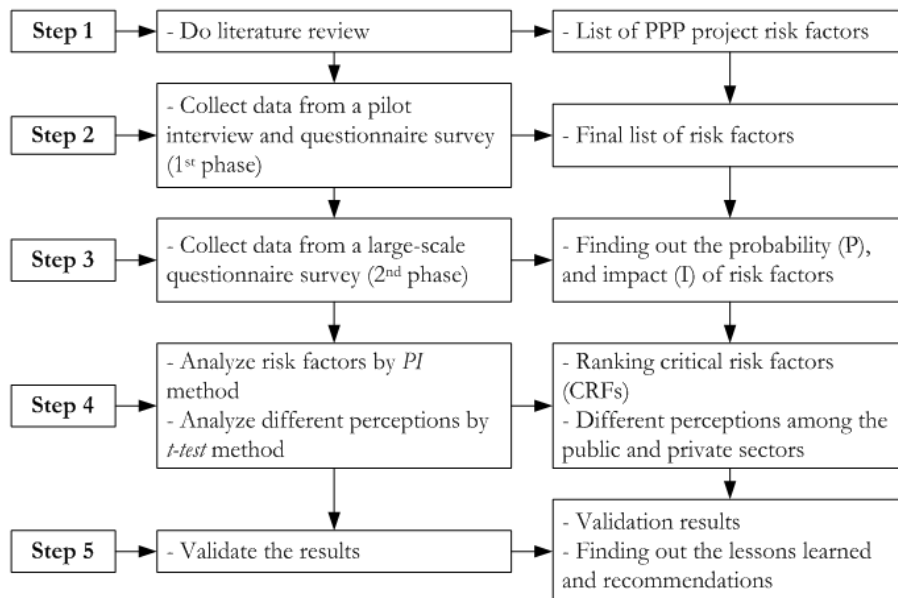 Step 1
- Do literature review
- List of PPP project risk factors
Step 2
- Collect data from a pilot
interview and questionnaire survey
(1st phase)
- Final list of risk factors
Step 3
- Collect data from a large-scale
questionnaire survey (2nd phase)
- Finding out the probability (P),
and impact (I) of risk factors
Step 4
- Analyze risk factors by PI
method
- Analyze different perceptions by
t-test method
- Ranking critical risk factors
(CRFs)
- Different perceptions among the
public and private sectors
Step 5
- Validate the results
- Validation results
- Finding out the lessons learned
and recommendations